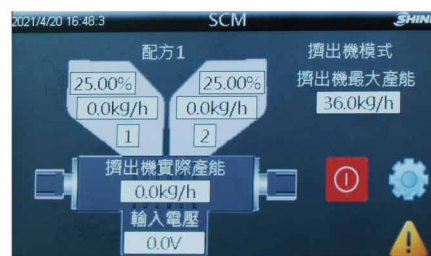 2021/4/20 16:48:3
SCM
SHINI
配方1
擠出機模式
擠出機最大產能
36.0kg/h
25.00%
25.00%
0.0kg/h
0.0kg/h
1
2
擠出機實際產能
0.0kg/h
輸入電壓
0.0V